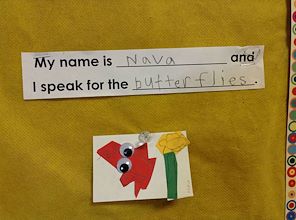 My name is Nava and
I speak for the butterflies.